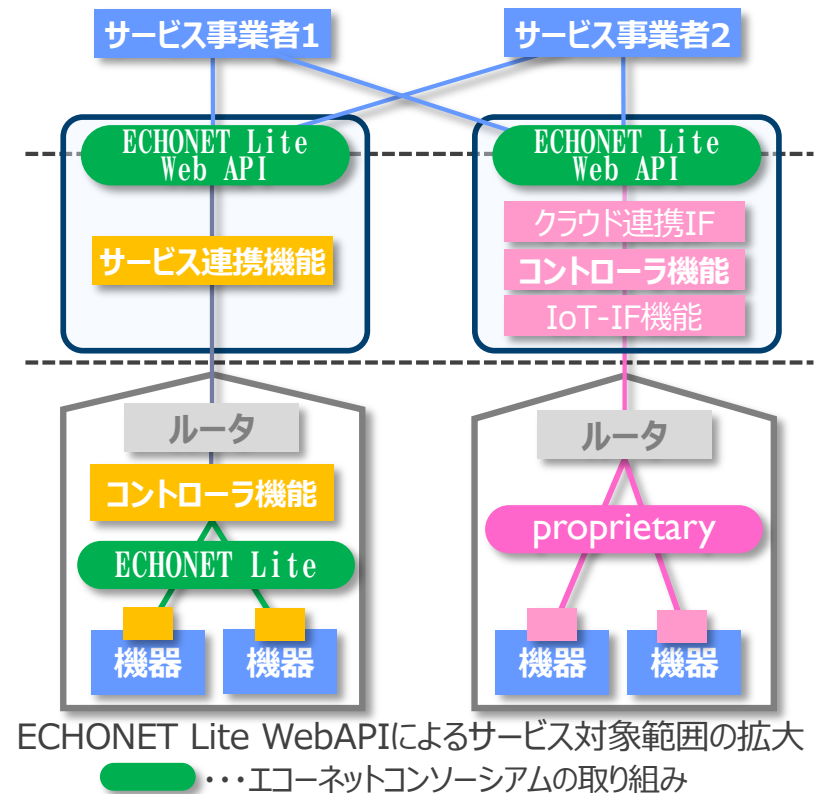 サービス事業者1
サービス事業者2
ECHONET Lite
Web API
ECHONET Lite
Web API
サービス連携機能
クラウド連携IF
コントローラ機能
IoT-IF機能
ルータ
コントローラ機能
ECHONET Lite
機器
機器
ルータ
proprietary
機器
機器
ECHONET Lite WebAPIによるサービス対象範囲の拡大
・・・エコーネットコンソーシアムの取り組み